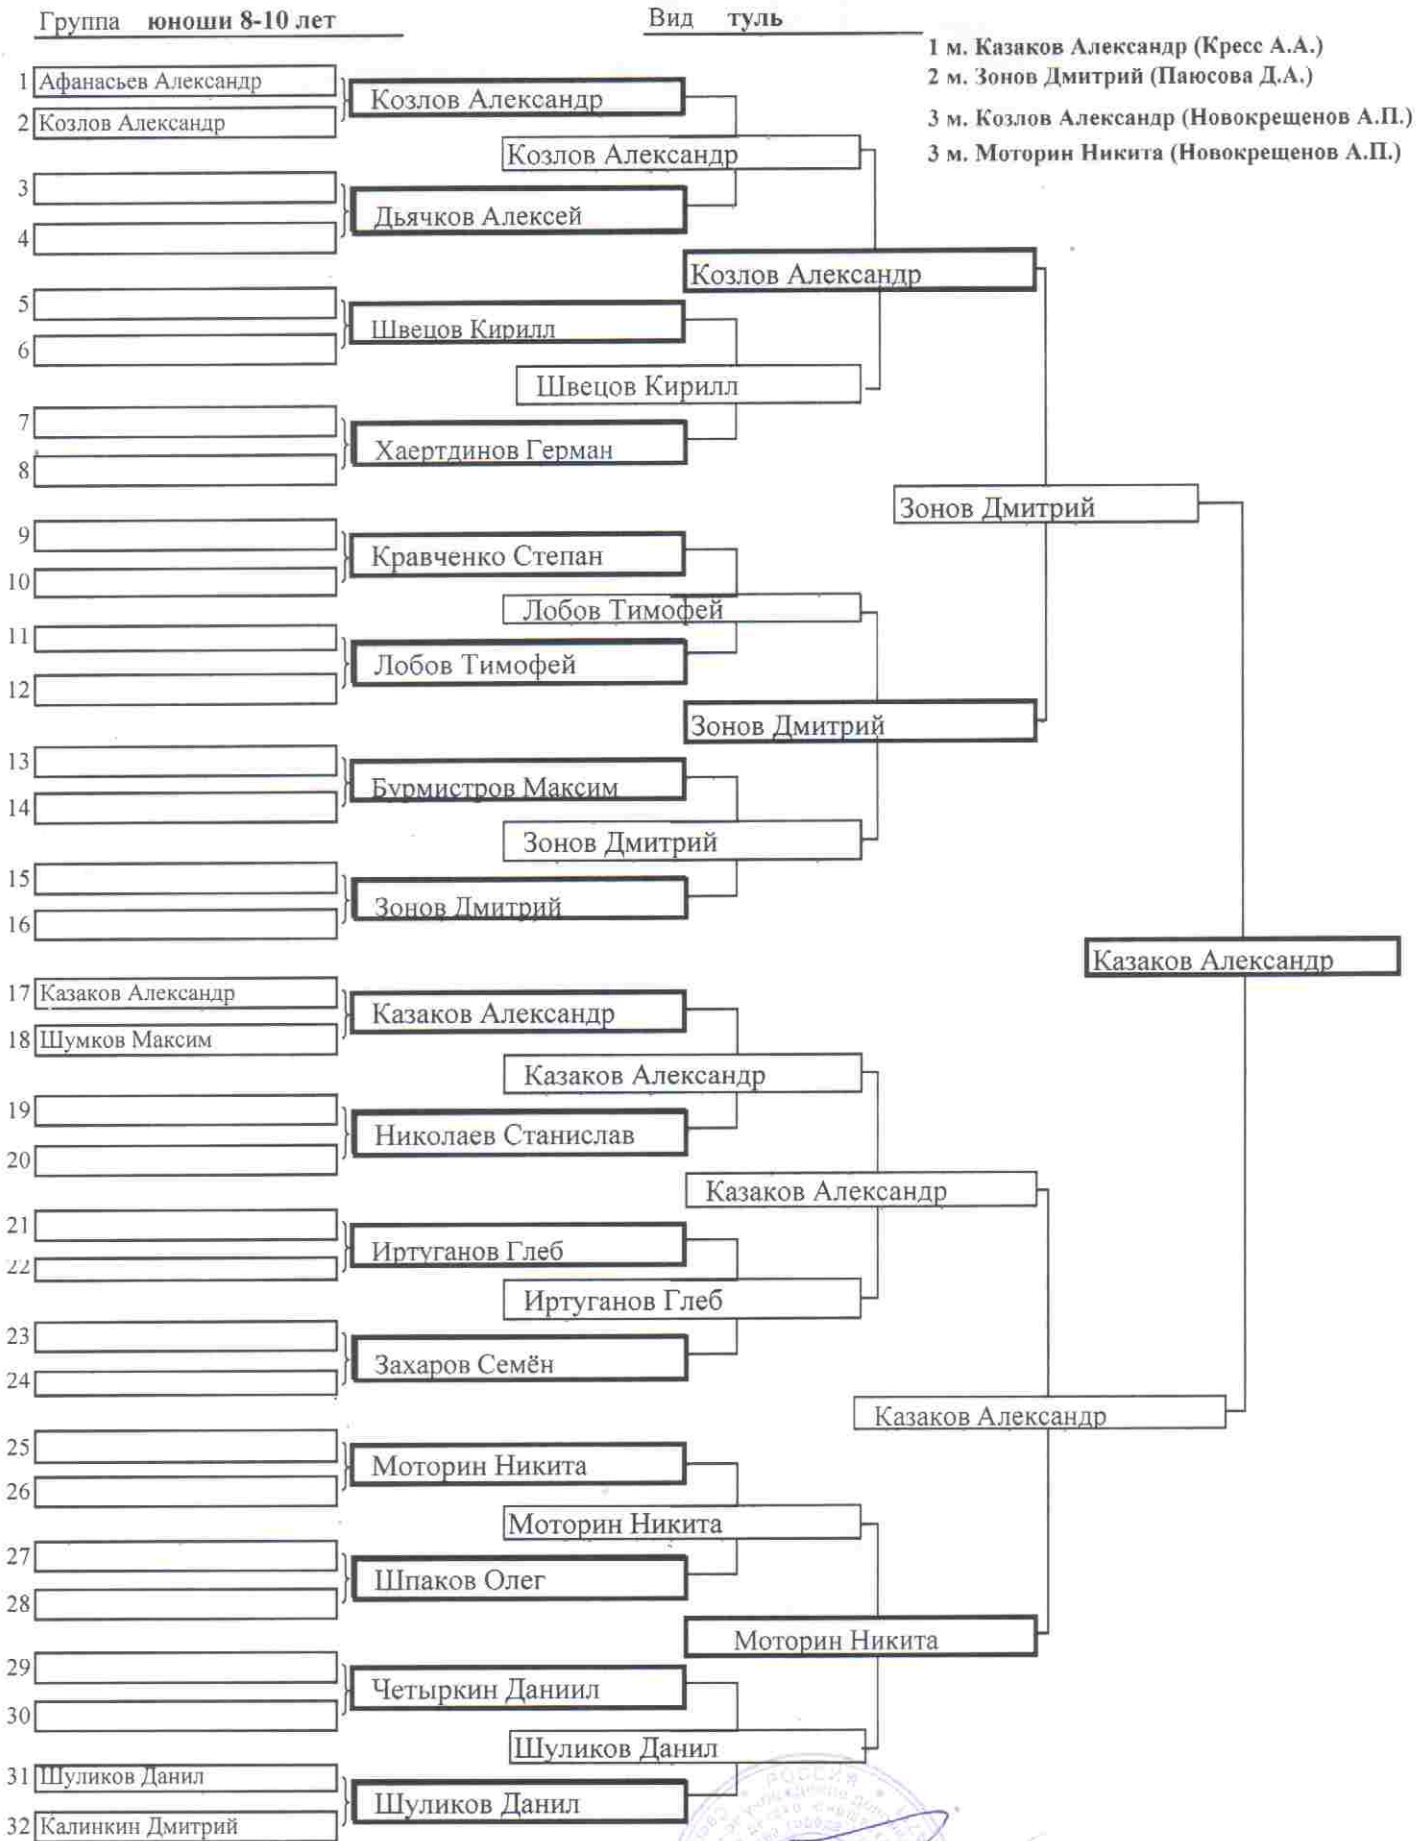 Группа юноши 8-10 лет
Вид туль
1 м. Казаков Александр (Кресс А.А.)
2 м. Зонов Дмитрий (Паюсова Д.А.)
3 м. Козлов Александр (Новокрещенов А.П.)
3 м. Моторин Никита (Новокрещенов А.П.)
1 Афанасьев Александр
Козлов Александр
2 Козлов Александр
Козлов Александр
3
Дьячков Алексей
4
Козлов Александр
5
Швецов Кирилл
6
Швецов Кирилл
7
Хаертдинов Герман
8
Зонов Дмитрий
9
Кравченко Степан
10
Лобов Тимофей
11
Лобов Тимофей
12
Зонов Дмитрий
13
Бурмистров Максим
14
Зонов Дмитрий
15
Зонов Дмитрий
16
Казаков Александр
17 Казаков Александр
Казаков Александр
18 Шумков Максим
Казаков Александр
19
Николаев Станислав
20
Казаков Александр
21
Иртуганов Глеб
22
Иртуганов Глеб
23
Захаров Семён
24
Казаков Александр
25
Моторин Никита
26
Моторин Никита
27
Шпаков Олег
28
Моторин Никита
29
Четыркин Даниил
30
Шуликов Данил
31 Шуликов Данил
Шуликов Данил
32 Калинкин Дмитрий
РОССИЯ